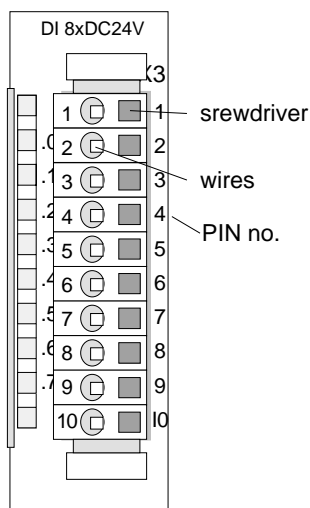 DI 8xDC24V
X3
1 1 srewdriver
.0 2 2
.1 3 3 wires
.2 4 4 PIN no.
.3 5 5
.4 6 6
.5 7 7
.6 8 8
.7 9 9
10 I0